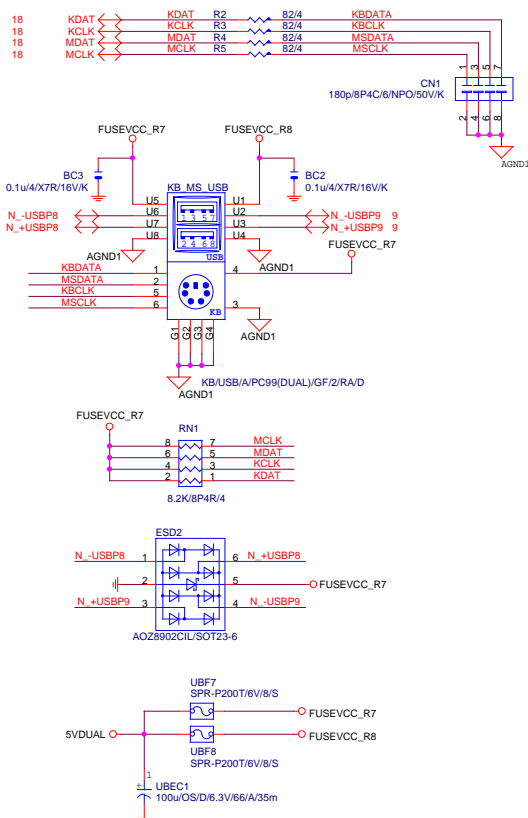 18 KDAT KDAT R2 82/4 KBDATA
18 KCLK KCLK R3 82/4 KBCLK
18 MDAT MDAT R4 82/4 MSDATA
18 MCLK MCLK R5 82/4 MSCLK
1 3 5 7
CN1
180p/8P4C/6/NPO/50V/K
2 4 6 8
AGND1
FUSEVCC_R7 FUSEVCC_R8
BC3
0.1u/4/X7R/16V/K
BC2
0.1u/4/X7R/16V/K
KB_MS_USB
U5 U1
N_-USBP8 U6 U2 N_-USBP9 9
N_+USBP8 U7 U3 N_+USBP9 9
U8 U4
1 3 5 7
2 4 6 8
USB
AGND1 AGND1
FUSEVCC_R7
KBDATA 1 4
MSDATA 2
KBCLK 5
MSCLK 6 3
KB
AGND1
G1 G2 G3 G4
AGND1
KB/USB/A/PC99(DUAL)/GF/2/RA/D
FUSEVCC_R7
RN1
8 7 MCLK
6 5 MDAT
4 3 KCLK
2 1 KDAT
8.2K/8P4R/4
ESD2
N_-USBP8 1 6 N_+USBP8
2 5 FUSEVCC_R7
N_+USBP9 3 4 N_-USBP9
AOZ8902CIL/SOT23-6
UBF7
SPR-P200T/6V/8/S
FUSEVCC_R7
5VDUAL FUSEVCC_R8
UBF8
SPR-P200T/6V/8/S
1
+
UBEC1
100u/OS/D/6.3V/66/A/35m